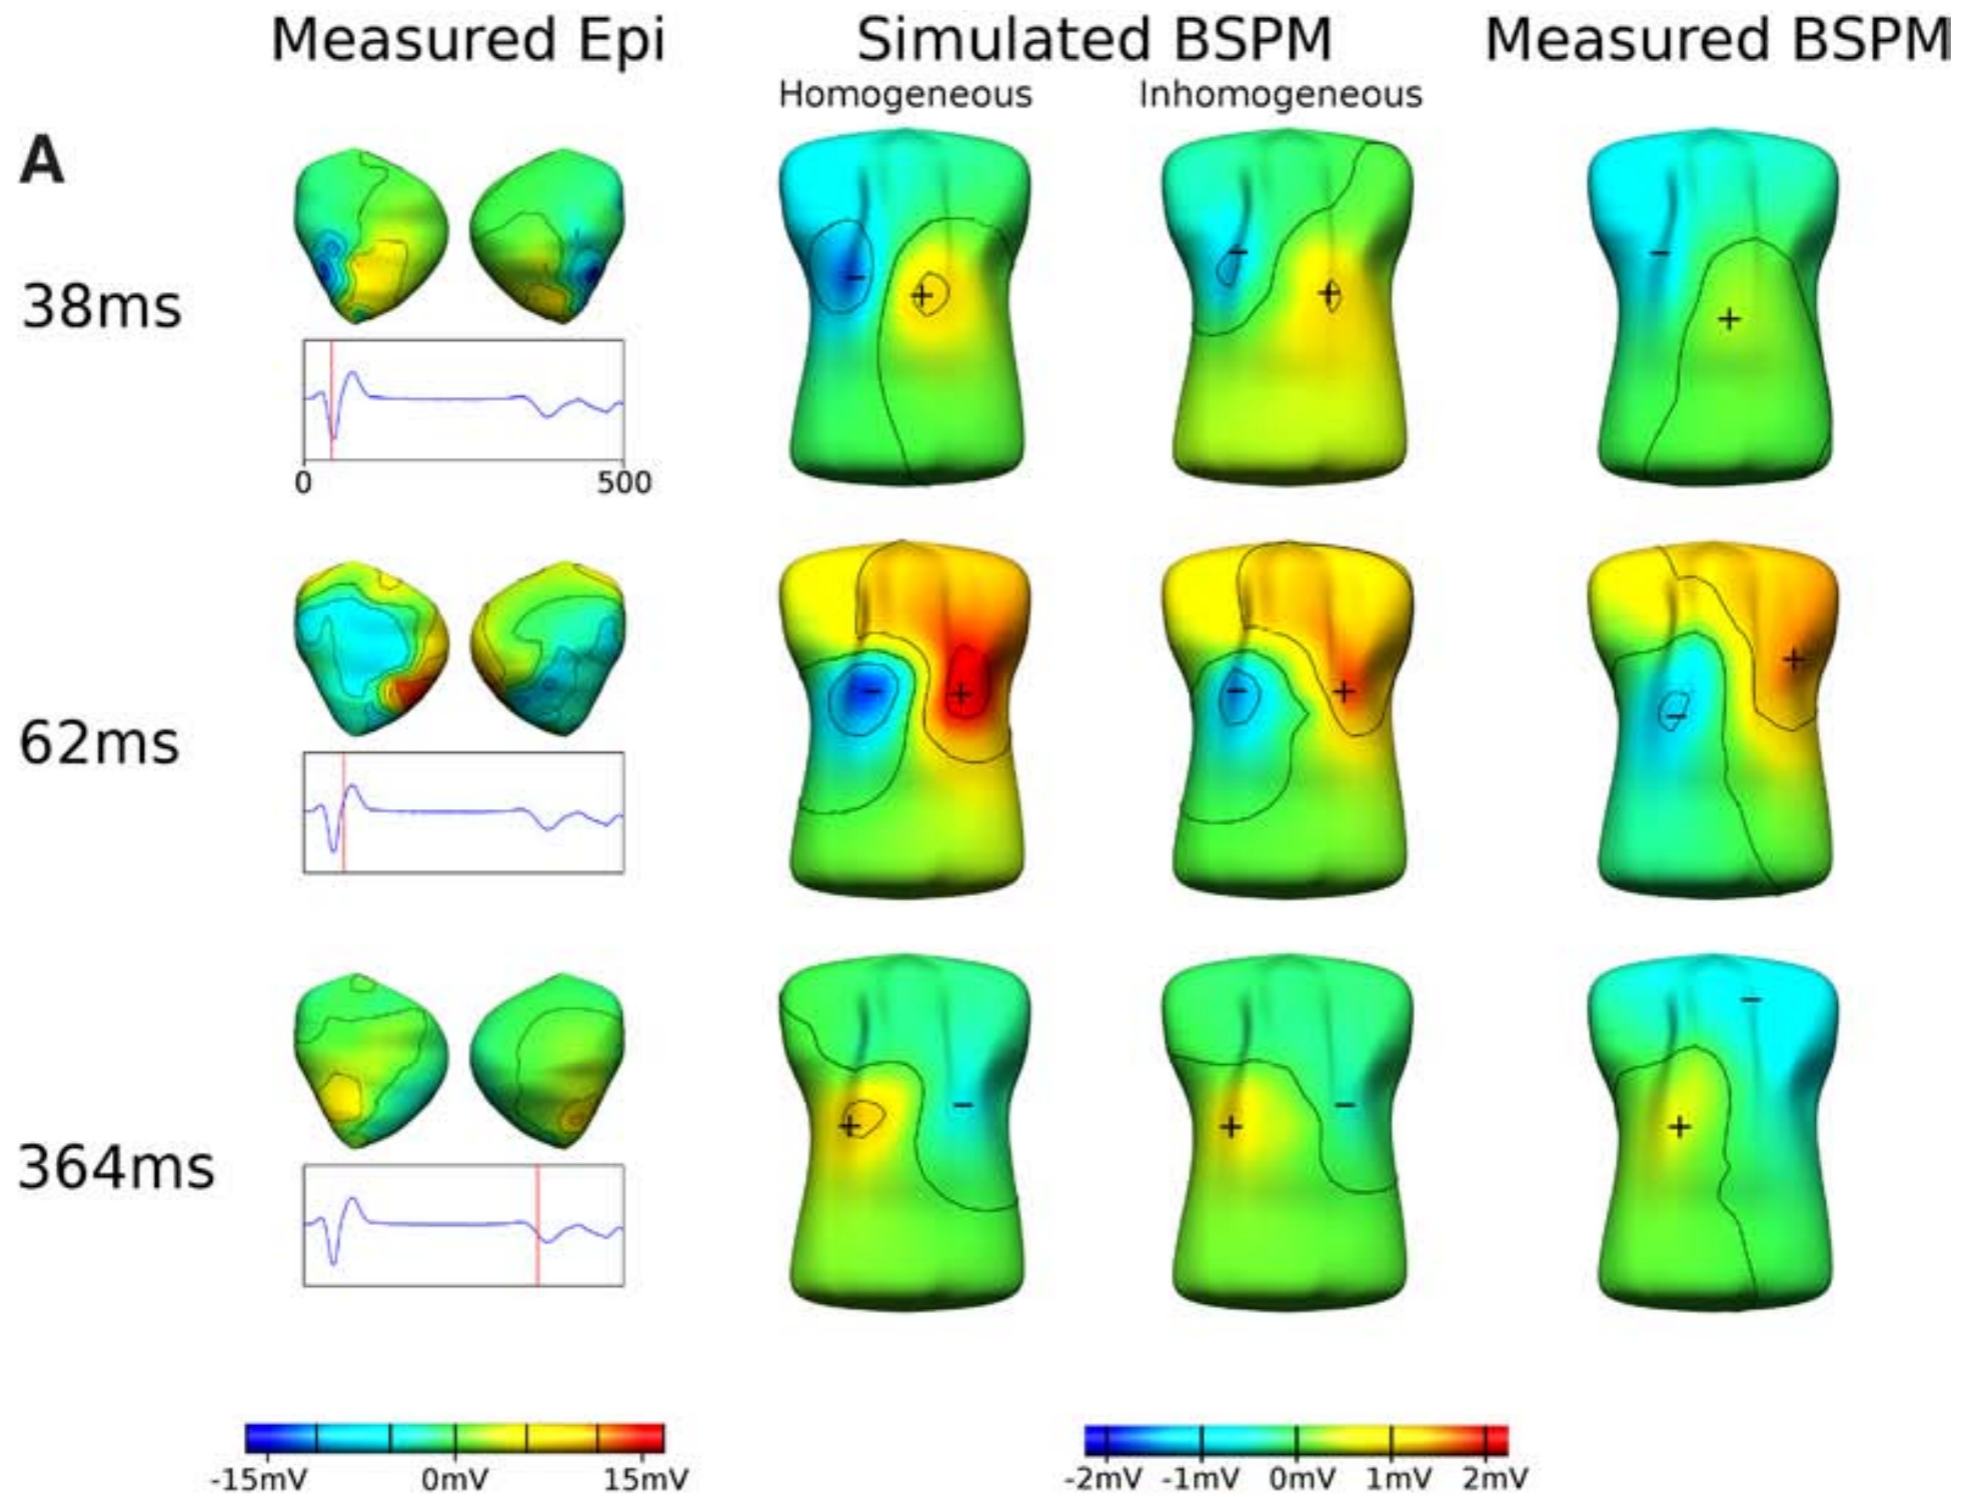 Measured Epi Simulated BSPM Measured BSPM
Homogeneous Inhomogeneous
A
38ms
- + - + - +
0 500
62ms
- + - + - +
364ms
+ - + - + -
-15mV 0mV 15mV -2mV -1mV 0mV 1mV 2mV